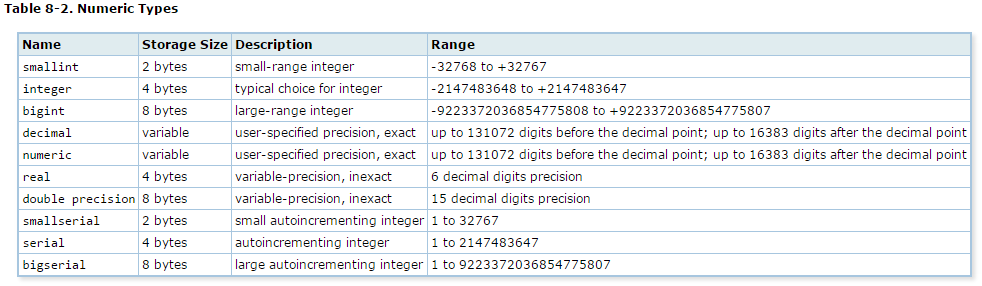 Table 8-2. Numeric Types
Name Storage Size Description Range
smallint 2 bytes small-range integer -32768 to +32767
integer 4 bytes typical choice for integer -2147483648 to +2147483647
bigint 8 bytes large-range integer -9223372036854775808 to +9223372036854775807
decimal variable user-specified precision, exact up to 131072 digits before the decimal point; up to 16383 digits after the decimal point
numeric variable user-specified precision, exact up to 131072 digits before the decimal point; up to 16383 digits after the decimal point
real 4 bytes variable-precision, inexact 6 decimal digits precision
double precision 8 bytes variable-precision, inexact 15 decimal digits precision
smallserial 2 bytes small autoincrementing integer 1 to 32767
serial 4 bytes autoincrementing integer 1 to 2147483647
bigserial 8 bytes large autoincrementing integer 1 to 9223372036854775807